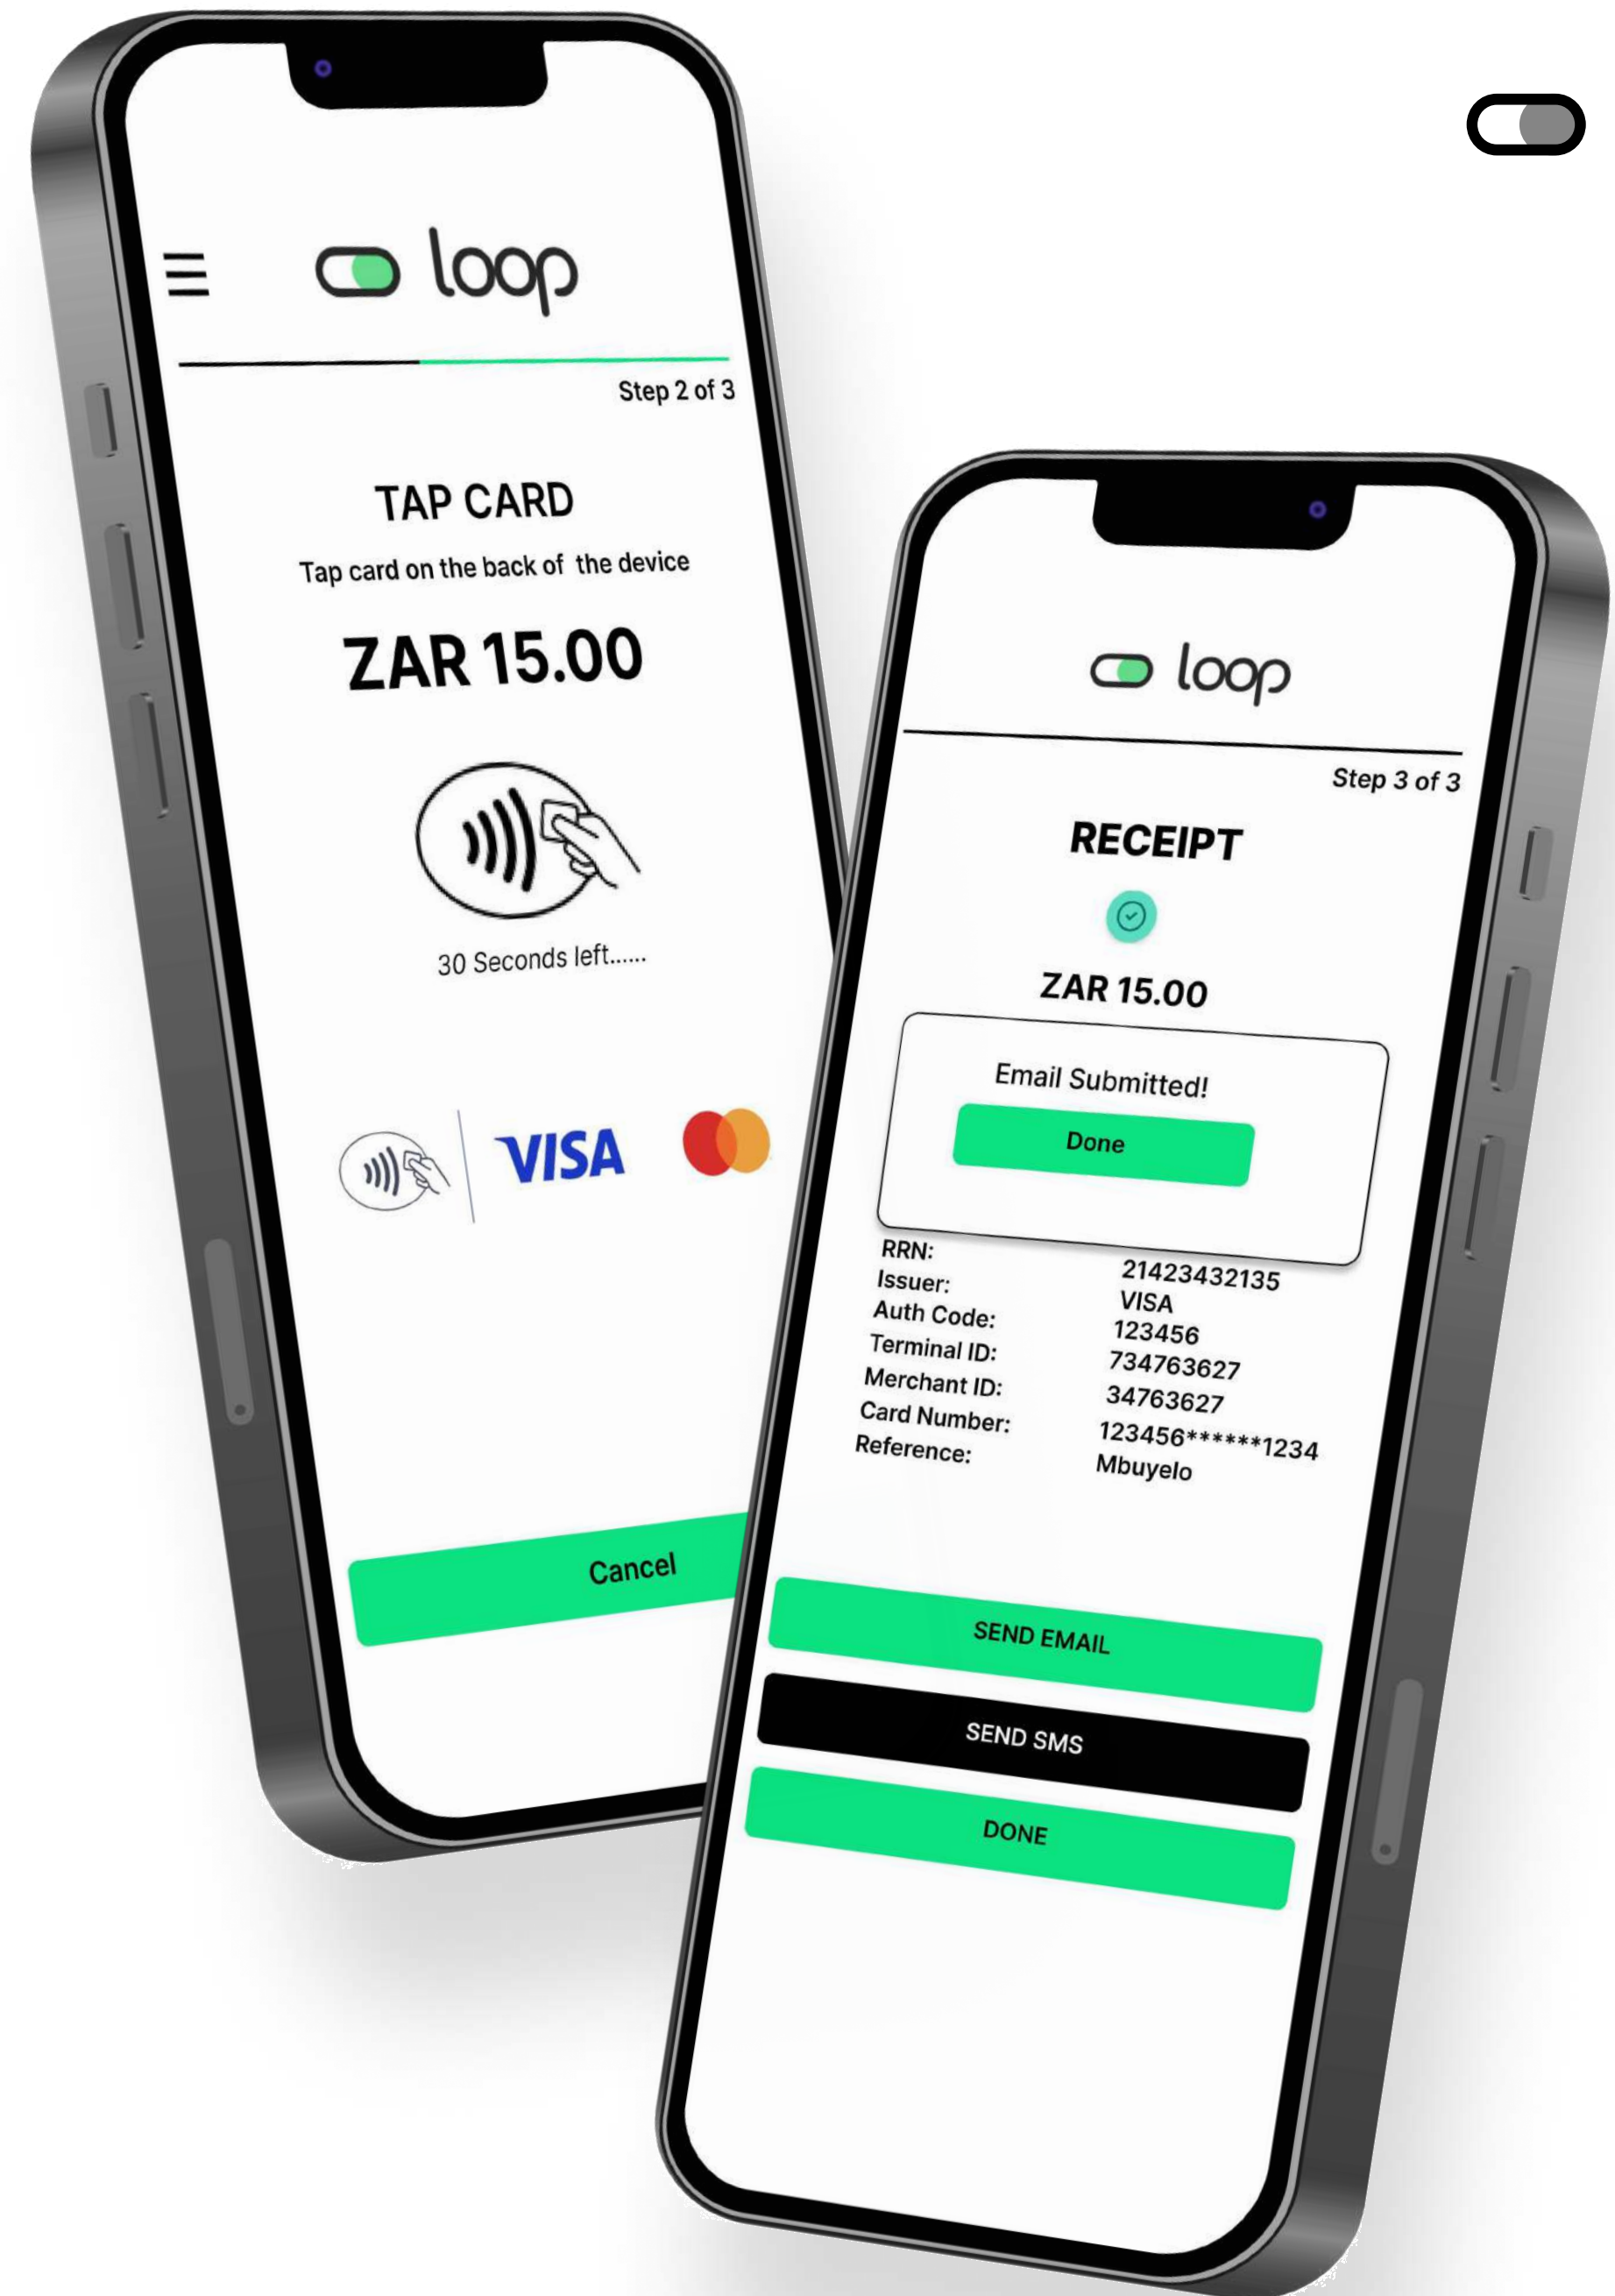 loop
Step 2 of 3
TAP CARD
Tap card on the back of the device
ZAR 15.00
30 Seconds left......
VISA
Cancel
loop
Step 3 of 3
RECEIPT
ZAR 15.00
Email Submitted!
Done
RRN: 21423432135
Issuer: VISA
Auth Code: 123456
Terminal ID: 734763627
Merchant ID: 34763627
Card Number: 123456******1234
Reference: Mbuyelo
SEND EMAIL
SEND SMS
DONE